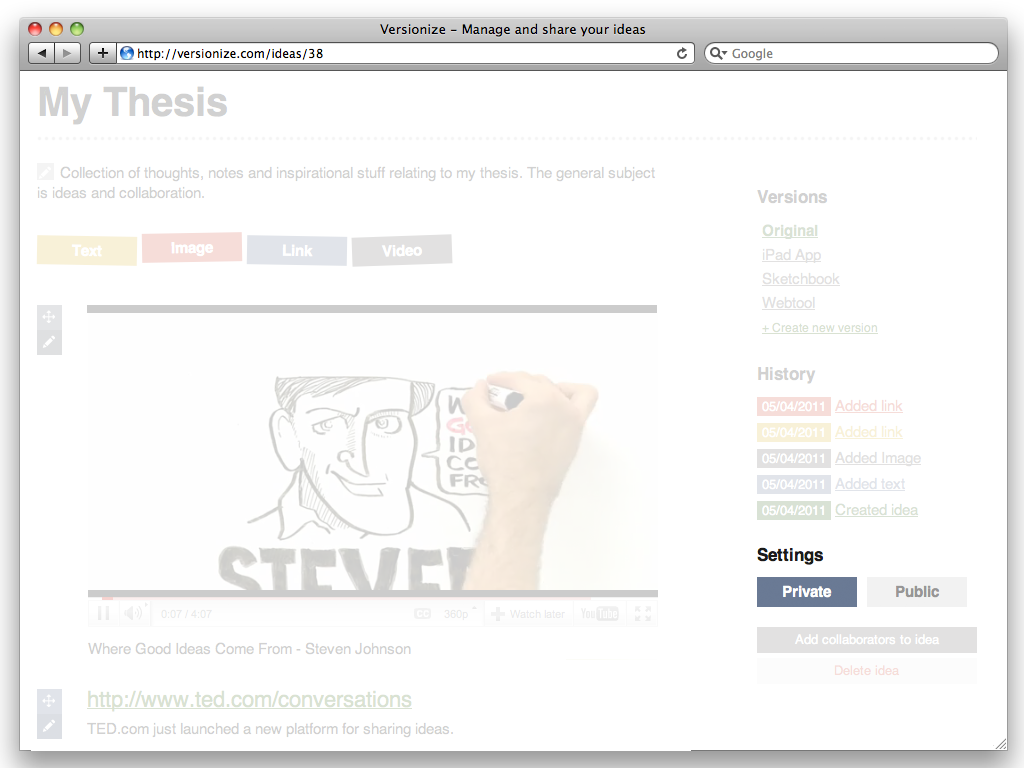 Versionize – Manage and share your ideas
http://versionize.com/ideas/38
Google
My Thesis
Collection of thoughts, notes and inspirational stuff relating to my thesis. The general subject
is ideas and collaboration.
Text
Image
Link
Video
STEVEN
0:07 / 4:07
CC
360p
Watch later
YouTube
Where Good Ideas Come From - Steven Johnson
http://www.ted.com/conversations
TED.com just launched a new platform for sharing ideas.
Versions
Original
iPad App
Sketchbook
Webtool
+ Create new version
History
05/04/2011 Added link
05/04/2011 Added link
05/04/2011 Added Image
05/04/2011 Added text
05/04/2011 Created idea
Settings
Private
Public
Add collaborators to idea
Delete idea